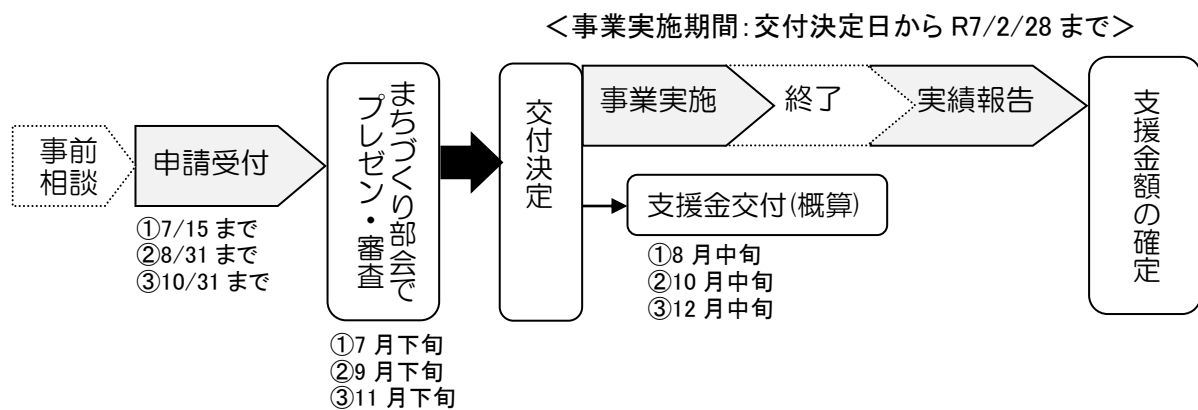 ＜事業実施期間：交付決定日から R7/2/28 まで＞
事前
相談
申請受付
①7/15 まで
②8/31 まで
③10/31 まで
まちづくり部会で
プレゼン・審査
①7 月下旬
②9 月下旬
③11 月下旬
交付決定
事業実施
終了
実績報告
支援金交付(概算)
①8 月中旬
②10 月中旬
③12 月中旬
支援金額の確定